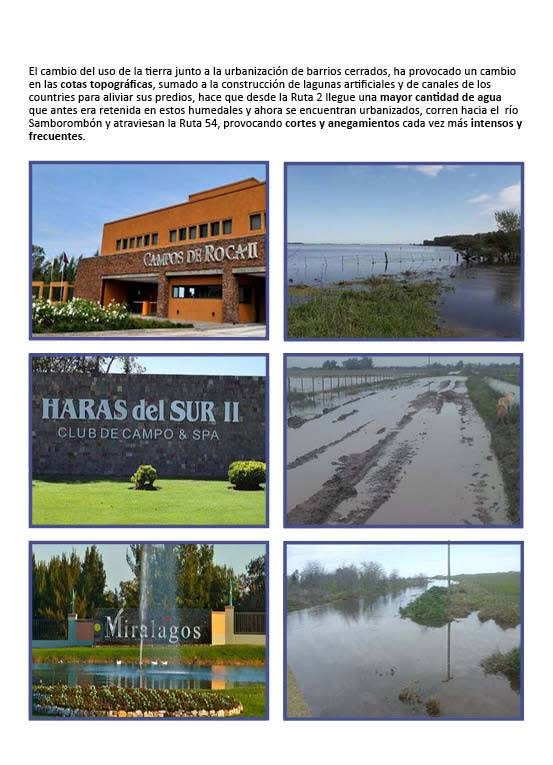 El cambio del uso de la tierra junto a la urbanización de barrios cerrados, ha provocado un cambio
en las cotas topográficas, sumado a la construcción de lagunas artificiales y de canales de los
countries para aliviar sus predios, hace que desde la Ruta 2 llegue una mayor cantidad de agua
que antes era retenida en estos humedales y ahora se encuentran urbanizados, corren hacia el río
Samborombón y atraviesan la Ruta 54, provocando cortes y anegamientos cada vez más intensos y
frecuentes.
CAMPOS DE ROCA II
HARAS del SUR II
CLUB DE CAMPO & SPA
Miralagos